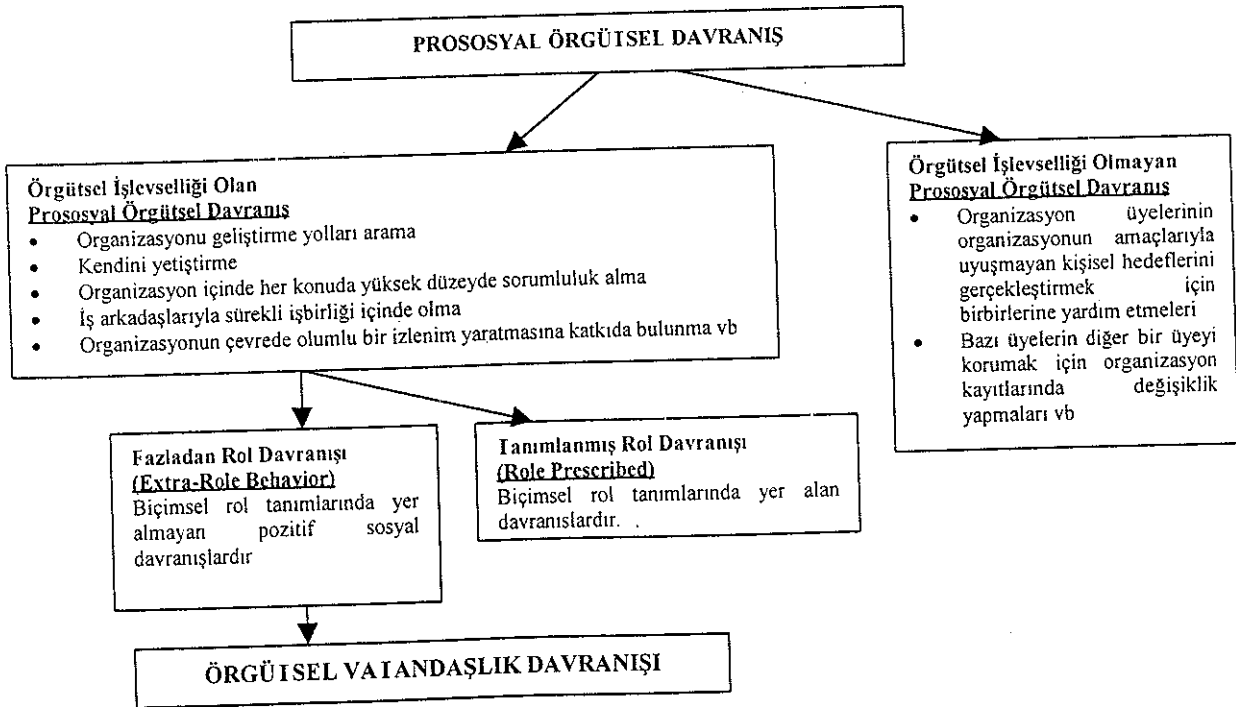 PROSOSYAL ÖRGÜTSEL DAVRANIŞ
Örgütsel İşlevselliği Olan
Prososyal Örgütsel Davranış
• Organizasyonu geliştirme yolları arama
• Kendini yetiştirme
• Organizasyon içinde her konuda yüksek düzeyde sorumluluk alma
• İş arkadaşlarıyla sürekli işbirliği içinde olma
• Organizasyonun çevrede olumlu bir izlenim yaratmasına katkıda bulunma vb
Örgütsel İşlevselliği Olmayan
Prososyal Örgütsel Davranış
• Organizasyon üyelerinin
organizasyonun amaçlarıyla
uyuşmayan kişisel hedeflerini
gerçekleştirmek için
birbirlerine yardım etmeleri
• Bazı üyelerin diğer bir üyeyi
korumak için organizasyon
kayıtlarında değişiklik
yapmaları vb
Fazladan Rol Davranışı
(Extra-Role Behavior)
Biçimsel rol tanımlarında yer
almayan pozitif sosyal
davranışlardır
Tanımlanmış Rol Davranışı
(Role Prescribed)
Biçimsel rol tanımlarında yer alan
davranışlardır. .
ÖRGÜTSEL VATANDAŞLIK DAVRANIŞI